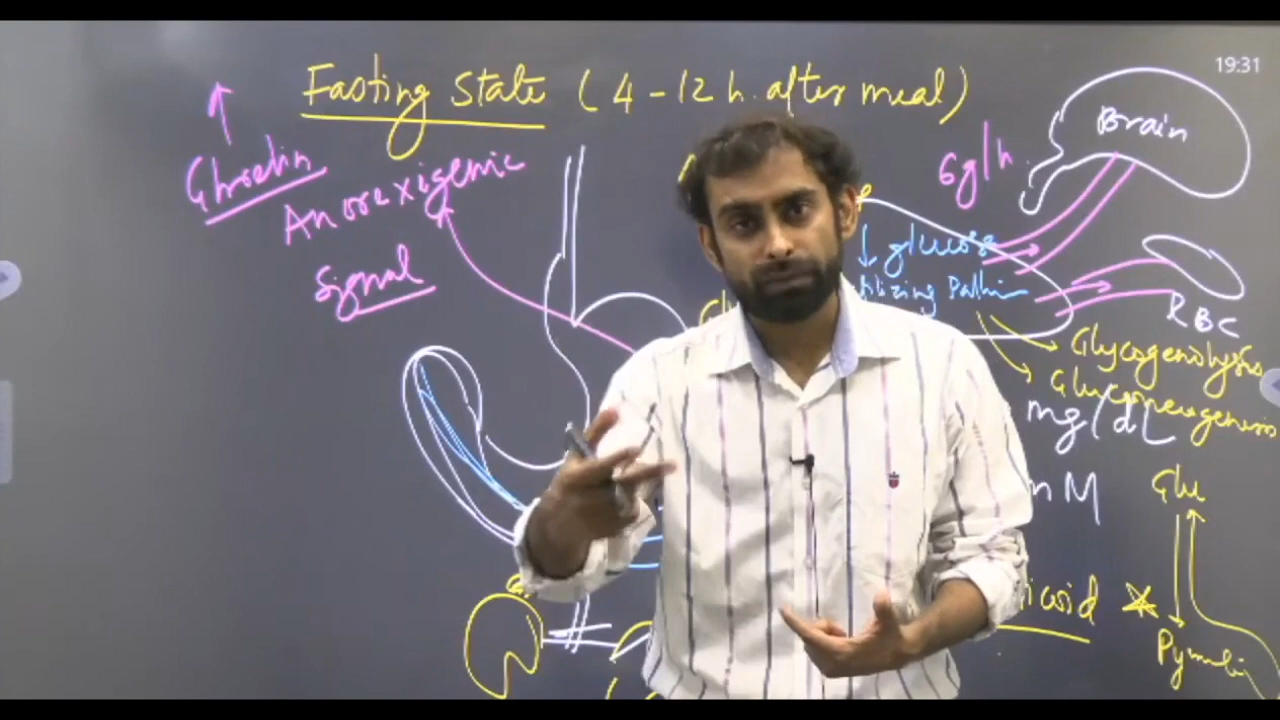 19:31
Fasting State (4-12 h. after meal)
Ghrelin
Anorexigenic
Signal
Brain
6g/h.
↓ glucose
RBC
Glycogenolysis
Gluconeogenesis
mg/dL
M
Glu